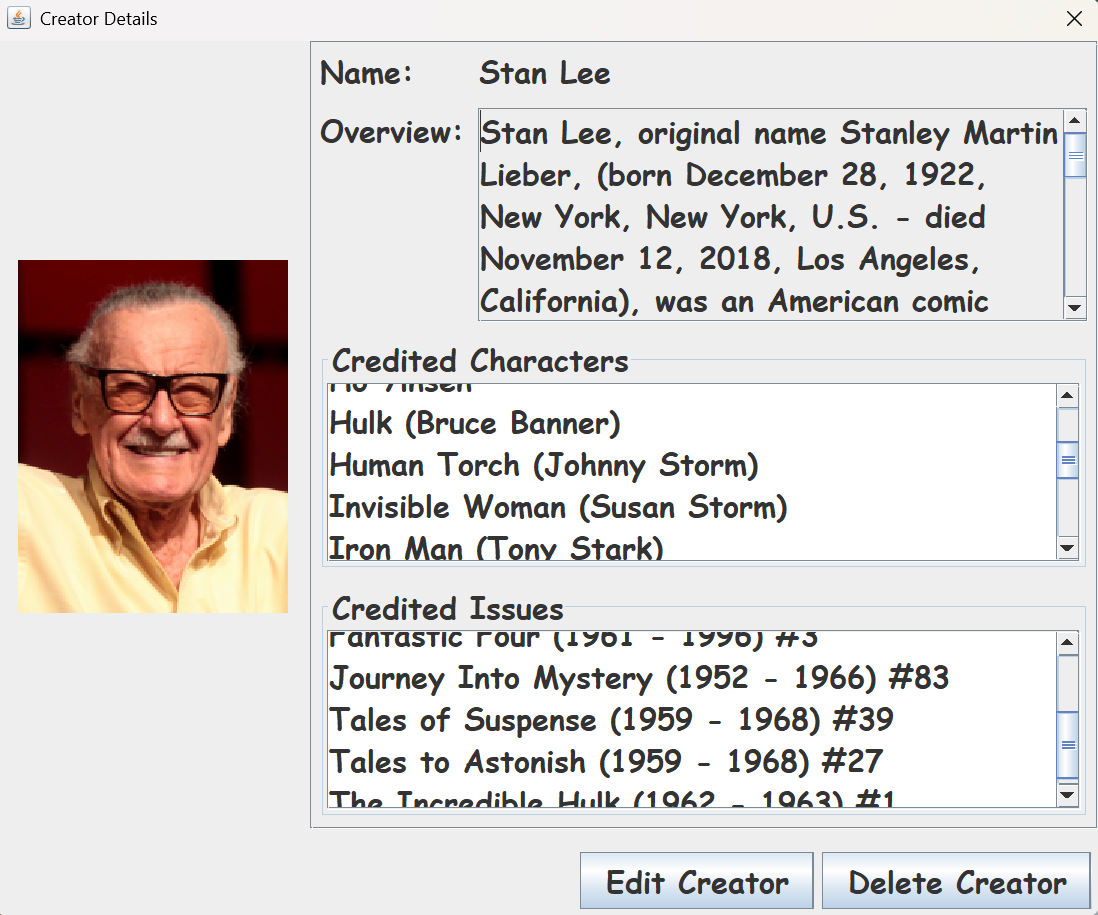 Creator Details
Name: Stan Lee
Overview: Stan Lee, original name Stanley Martin
Lieber, (born December 28, 1922,
New York, New York, U.S. - died
November 12, 2018, Los Angeles,
California), was an American comic
Credited Characters
Hulk (Bruce Banner)
Human Torch (Johnny Storm)
Invisible Woman (Susan Storm)
Iron Man (Tony Stark)
Credited Issues
Fantastic Four (1961 - 1996) #3
Journey Into Mystery (1952 - 1966) #83
Tales of Suspense (1959 - 1968) #39
Tales to Astonish (1959 - 1968) #27
The Incredible Hulk (1962 - 1963) #1
Edit Creator Delete Creator